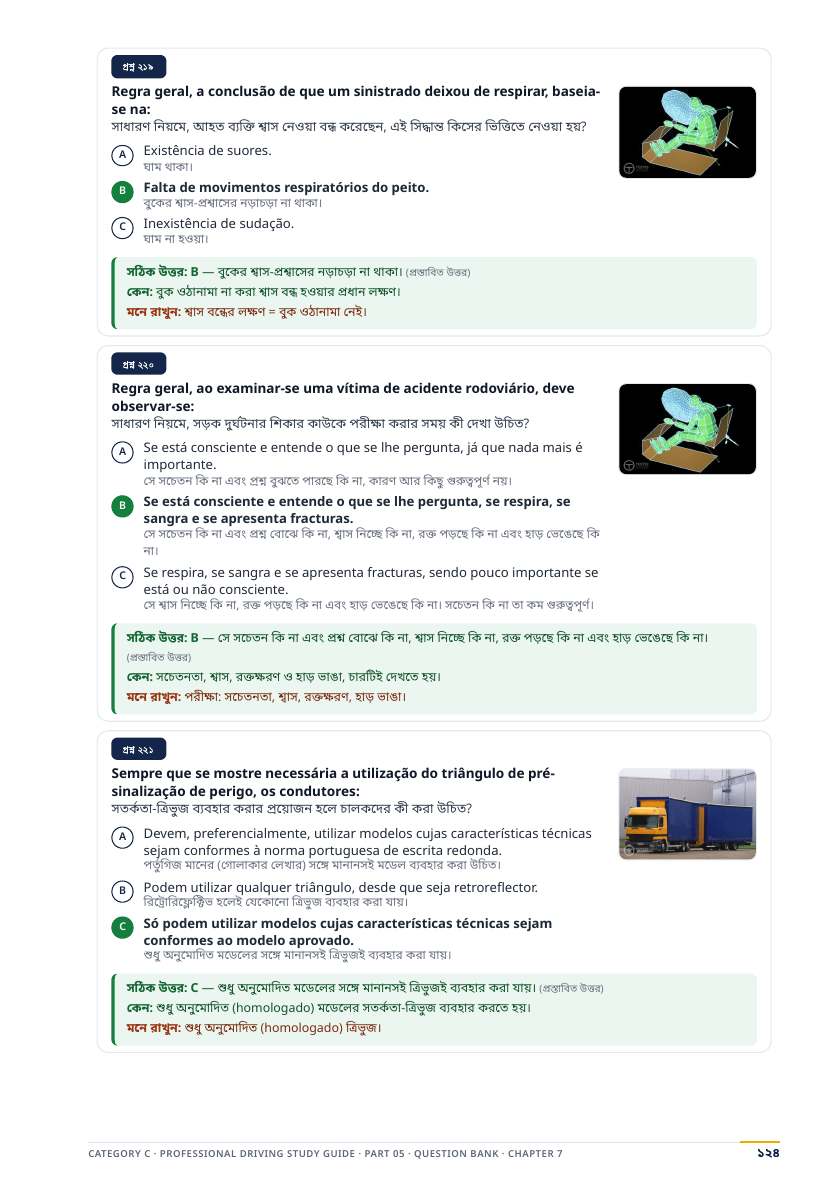 প্রশ্ন ২১৯
Regra geral, a conclusão de que um sinistrado deixou de respirar, baseia-
se na:
সাধারণ নিয়মে, আহত ব্যক্তি শ্বাস নেওয়া বন্ধ করেছেন, এই সিদ্ধান্ত কিসের ভিত্তিতে নেওয়া হয়?
A Existência de suores.
ঘাম থাকা।
B Falta de movimentos respiratórios do peito.
বুকের শ্বাস-প্রশ্বাসের নড়াচড়া না থাকা।
C Inexistência de sudação.
ঘাম না হওয়া।
সঠিক উত্তর: B — বুকের শ্বাস-প্রশ্বাসের নড়াচড়া না থাকা। (প্রস্তাবিত উত্তর)
কেন: বুক ওঠানামা না করা শ্বাস বন্ধ হওয়ার প্রধান লক্ষণ।
মনে রাখুন: শ্বাস বন্ধের লক্ষণ = বুক ওঠানামা নেই।
প্রশ্ন ২২০
Regra geral, ao examinar-se uma vítima de acidente rodoviário, deve
observar-se:
সাধারণ নিয়মে, সড়ক দুর্ঘটনার শিকার কাউকে পরীক্ষা করার সময় কী দেখা উচিত?
A Se está consciente e entende o que se lhe pergunta, já que nada mais é
importante.
সে সচেতন কি না এবং প্রশ্ন বুঝতে পারছে কি না, কারণ আর কিছু গুরুত্বপূর্ণ নয়।
B Se está consciente e entende o que se lhe pergunta, se respira, se
sangra e se apresenta fracturas.
সে সচেতন কি না এবং প্রশ্ন বোঝে কি না, শ্বাস নিচ্ছে কি না, রক্ত পড়ছে কি না এবং হাড় ভেঙেছে কি
না।
C Se respira, se sangra e se apresenta fracturas, sendo pouco importante se
está ou não consciente.
সে শ্বাস নিচ্ছে কি না, রক্ত পড়ছে কি না এবং হাড় ভেঙেছে কি না। সচেতন কি না তা কম গুরুত্বপূর্ণ।
সঠিক উত্তর: B — সে সচেতন কি না এবং প্রশ্ন বোঝে কি না, শ্বাস নিচ্ছে কি না, রক্ত পড়ছে কি না এবং হাড় ভেঙেছে কি না।
(প্রস্তাবিত উত্তর)
কেন: সচেতনতা, শ্বাস, রক্তক্ষরণ ও হাড় ভাঙা, চারটিই দেখতে হয়।
মনে রাখুন: পরীক্ষা: সচেতনতা, শ্বাস, রক্তক্ষরণ, হাড় ভাঙা।
প্রশ্ন ২২১
Sempre que se mostre necessária a utilização do triângulo de pré-
sinalização de perigo, os condutores:
সতর্কতা-ত্রিভুজ ব্যবহার করার প্রয়োজন হলে চালকদের কী করা উচিত?
A Devem, preferencialmente, utilizar modelos cujas características técnicas
sejam conformes à norma portuguesa de escrita redonda.
পর্তুগিজ মানের (গোলাকার লেখার) সঙ্গে মানানসই মডেল ব্যবহার করা উচিত।
B Podem utilizar qualquer triângulo, desde que seja retroreflector.
রিট্রোরিফ্লেক্টিভ হলেই যেকোনো ত্রিভুজ ব্যবহার করা যায়।
C Só podem utilizar modelos cujas características técnicas sejam
conformes ao modelo aprovado.
শুধু অনুমোদিত মডেলের সঙ্গে মানানসই ত্রিভুজই ব্যবহার করা যায়।
সঠিক উত্তর: C — শুধু অনুমোদিত মডেলের সঙ্গে মানানসই ত্রিভুজই ব্যবহার করা যায়। (প্রস্তাবিত উত্তর)
কেন: শুধু অনুমোদিত (homologado) মডেলের সতর্কতা-ত্রিভুজ ব্যবহার করতে হয়।
মনে রাখুন: শুধু অনুমোদিত (homologado) ত্রিভুজ।
CATEGORY C · PROFESSIONAL DRIVING STUDY GUIDE · PART 05 · QUESTION BANK · CHAPTER 7
১২৪